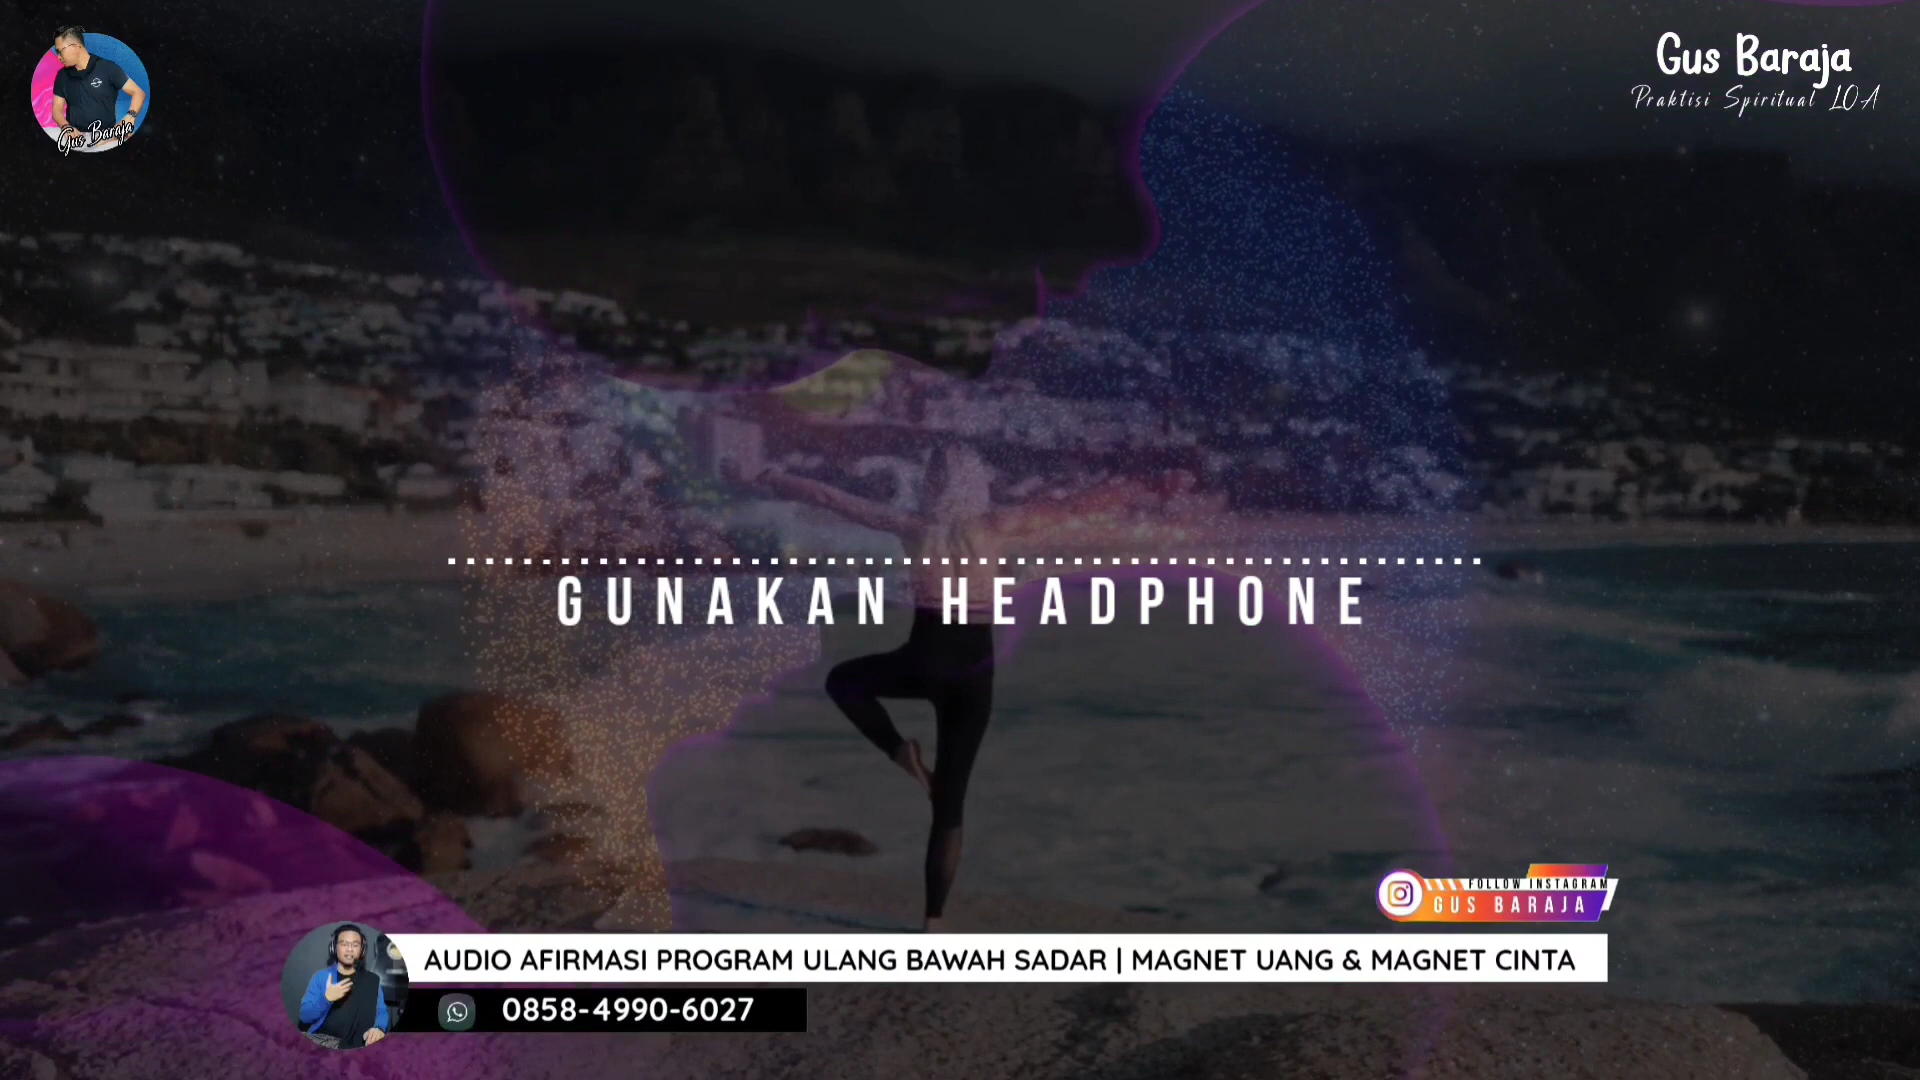 Gus Baraja
Gus Baraja
Praktisi Spiritual LOA
GUNAKAN HEADPHONE
FOLLOW INSTAGRAM
GUS BARAJA
AUDIO AFIRMASI PROGRAM ULANG BAWAH SADAR | MAGNET UANG & MAGNET CINTA
0858-4990-6027